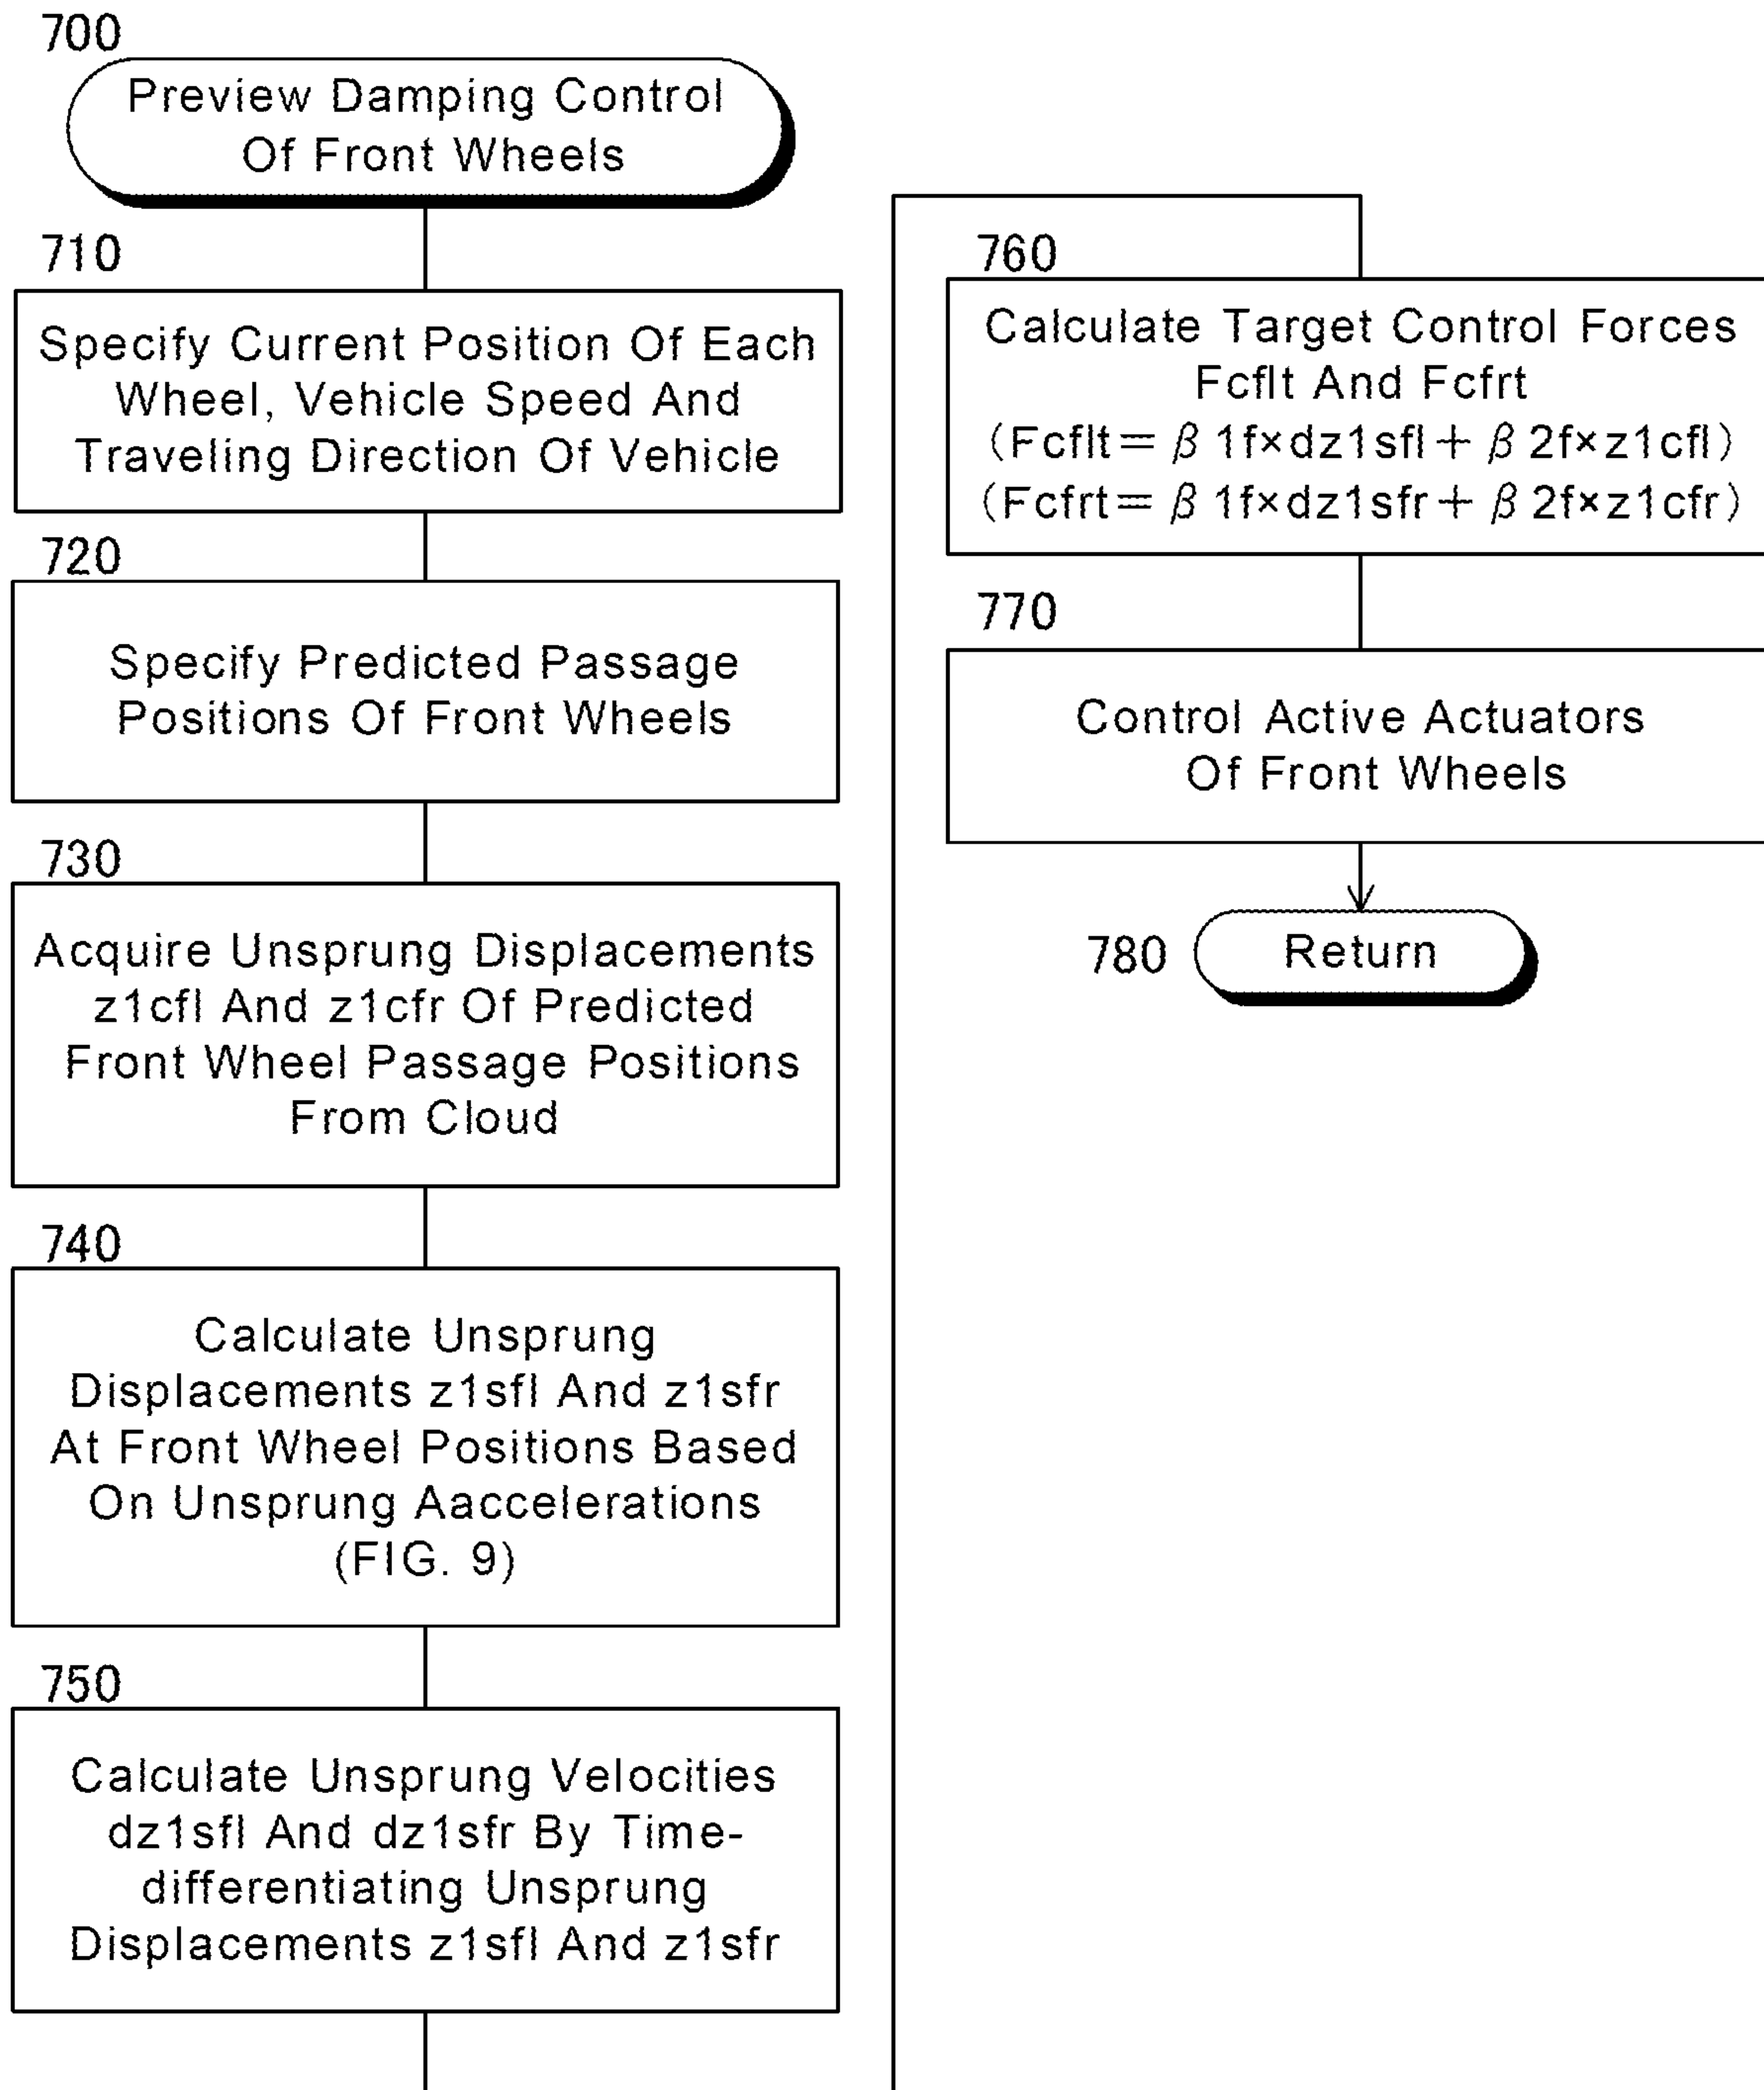 700
Preview Damping Control
Of Front Wheels
710
Specify Current Position Of Each
Wheel, Vehicle Speed And
Traveling Direction Of Vehicle
720
Specify Predicted Passage
Positions Of Front Wheels
730
Acquire Unsprung Displacements
z1cfl And z1cfr Of Predicted
Front Wheel Passage Positions
From Cloud
740
Calculate Unsprung
Displacements z1sfl And z1sfr
At Front Wheel Positions Based
On Unsprung Aaccelerations
(FIG. 9)
750
Calculate Unsprung Velocities
dz1sfl And dz1sfr By Time-
differentiating Unsprung
Displacements z1sfl And z1sfr
760
Calculate Target Control Forces
Fcflt And Fcfrt
(Fcflt=β1f×dz1sfl+β2f×z1cfl)
(Fcfrt=β1f×dz1sfr+β2f×z1cfr)
770
Control Active Actuators
Of Front Wheels
780
Return